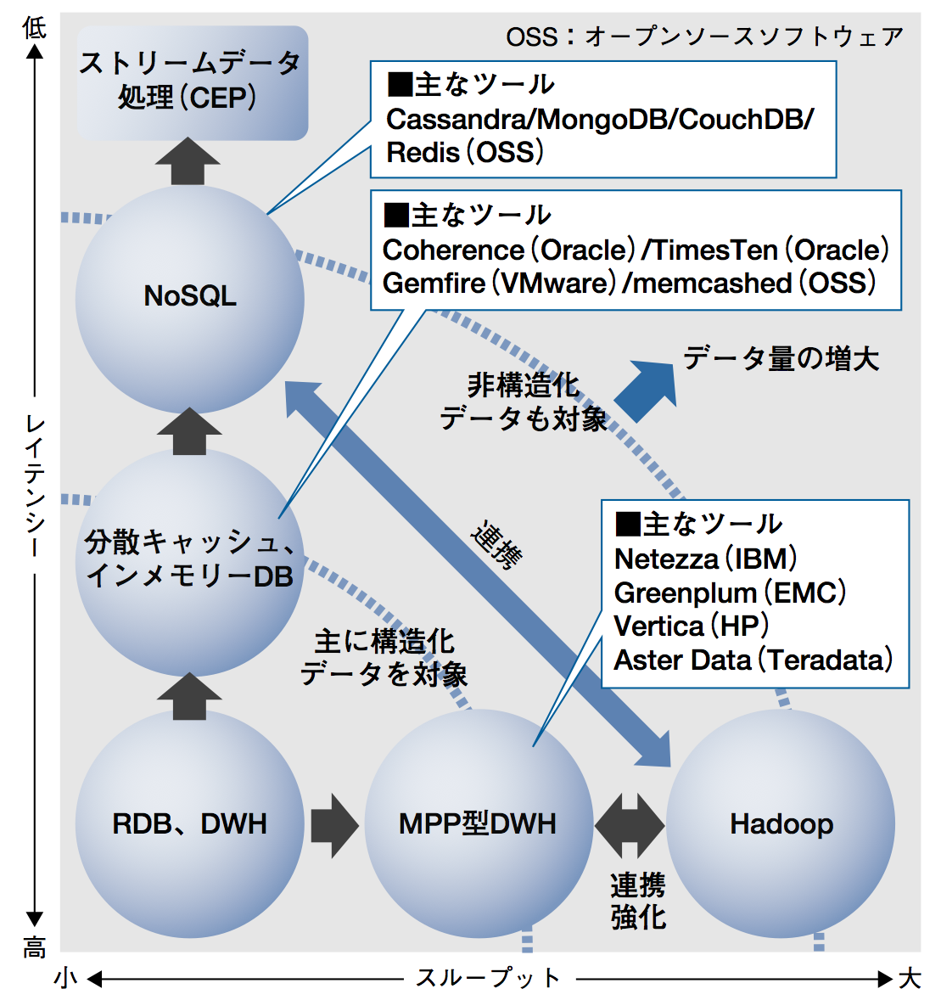 低
OSS：オープンソースソフトウェア
ストリームデータ
処理（CEP）
■主なツール
Cassandra/MongoDB/CouchDB/
Redis（OSS）
■主なツール
Coherence（Oracle）/TimesTen（Oracle）
Gemfire（VMware）/memcashed（OSS）
NoSQL
データ量の増大
非構造化
データも対象
レイテンシー
連携
■主なツール
Netezza（IBM）
Greenplum（EMC）
Vertica（HP）
Aster Data（Teradata）
分散キャッシュ、
インメモリーDB
主に構造化
データを対象
RDB、DWH
MPP型DWH
Hadoop
連携
強化
高
小
スループット
大